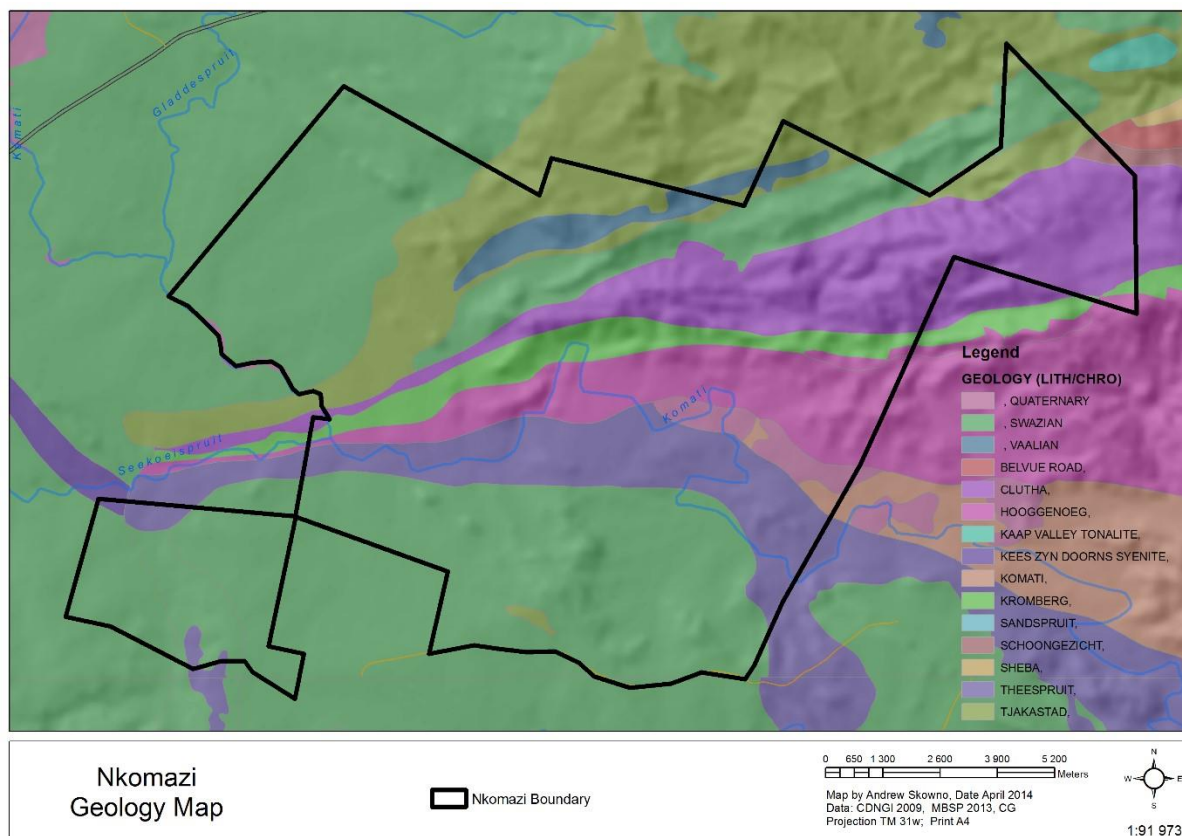 Gladdespruit
Komati
Komati
Seekoeispruit
Legend
GEOLOGY (LITH/CHRO)
, QUATERNARY
, SWAZIAN
, VAALIAN
BELVUE ROAD,
CLUTHA,
HOOGGENOEG,
KAAP VALLEY TONALITE,
KEES ZYN DOORNS SYENITE,
KOMATI,
KROMBERG,
SANDSPRUIT,
SCHOONGEZICHT,
SHEBA,
THEESPRUIT,
TJAKASTAD,
Nkomazi
Geology Map
Nkomazi Boundary
0 650 1 300 2 600 3 900 5 200
Meters
Map by Andrew Skowno, Date April 2014
Data: CDNGI 2009, MBSP 2013, CG
Projection TM 31w; Print A4
N
W E
S
1:91 973